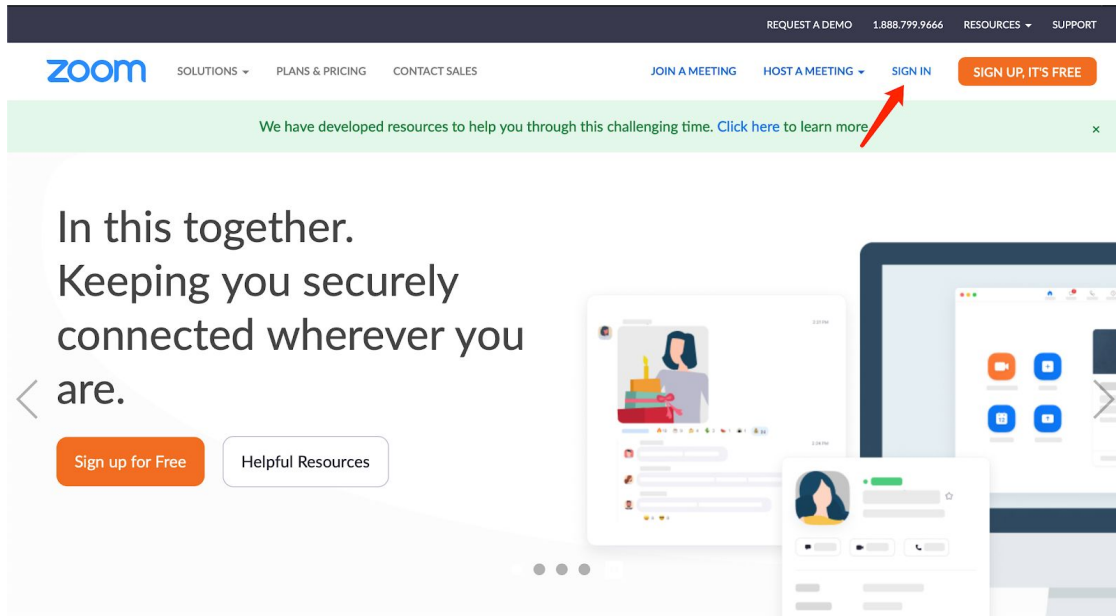 REQUEST A DEMO 1.888.799.9666 RESOURCES SUPPORT
zoom SOLUTIONS PLANS & PRICING CONTACT SALES JOIN A MEETING HOST A MEETING SIGN IN SIGN UP, IT'S FREE
We have developed resources to help you through this challenging time. Click here to learn more
×
In this together.
Keeping you securely
connected wherever you
are.
Sign up for Free Helpful Resources